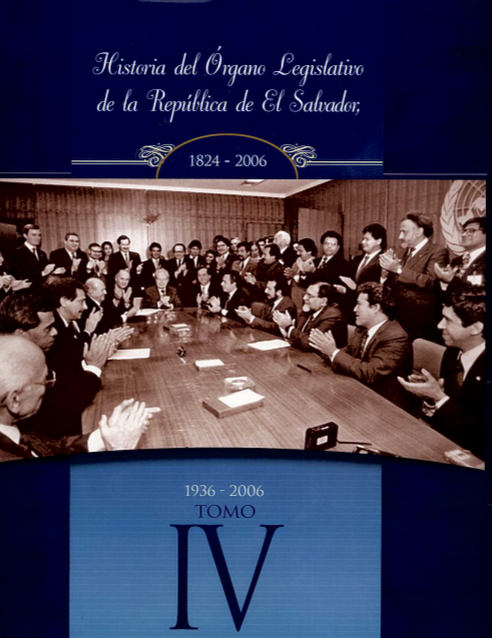 Historia del Órgano Legislativo
de la República de El Salvador,
1824 - 2006
1936 - 2006
TOMO
IV